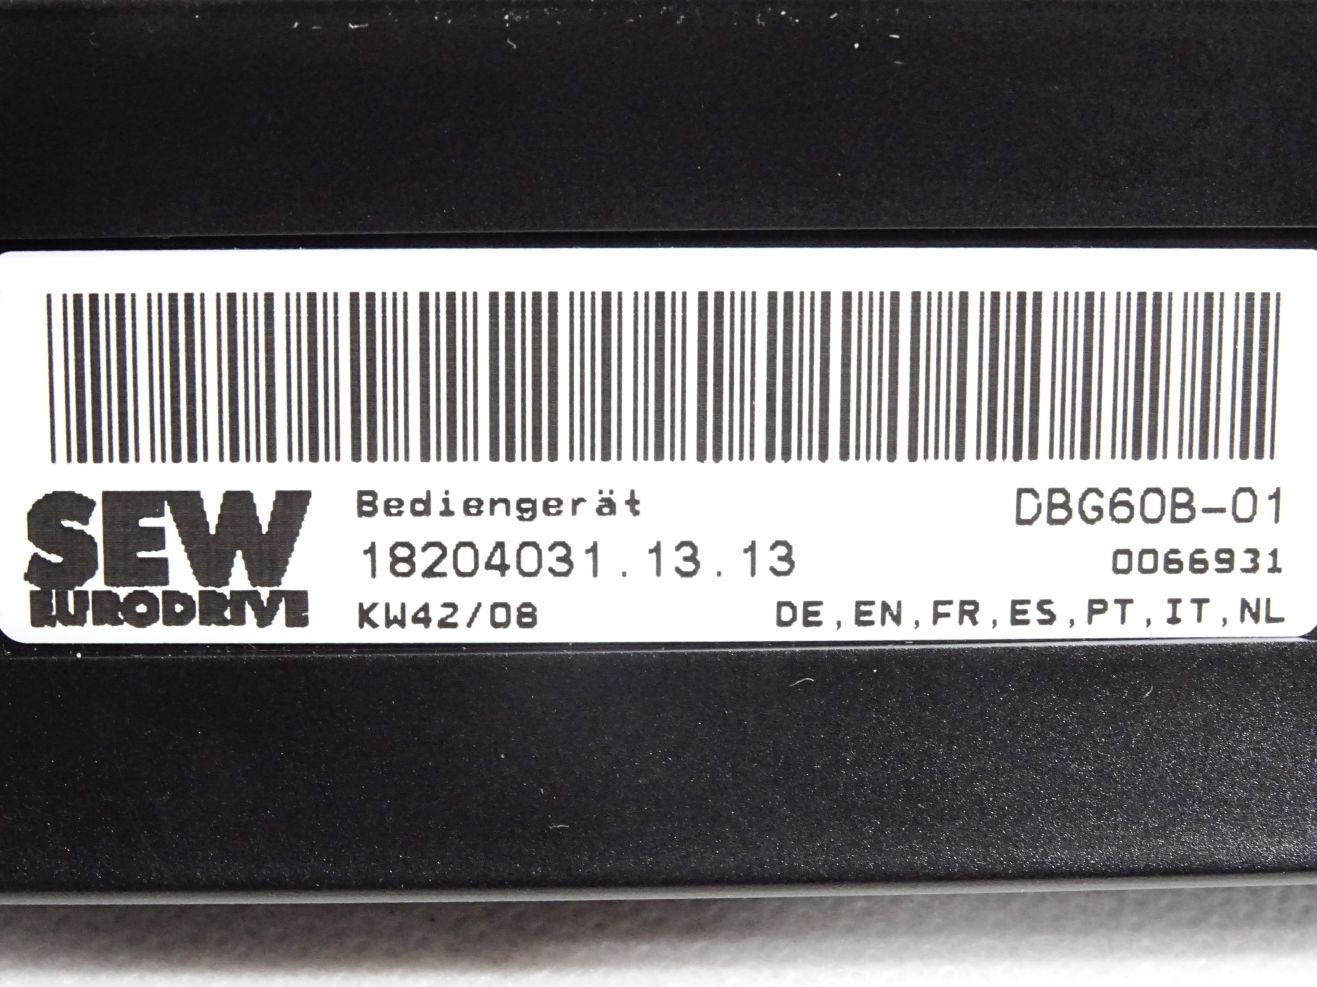 SEW
EURODRIVE
Bediengerät
18204031.13.13
KW42/08
DBG60B-01
0066931
DE,EN,FR,ES,PT,IT,NL